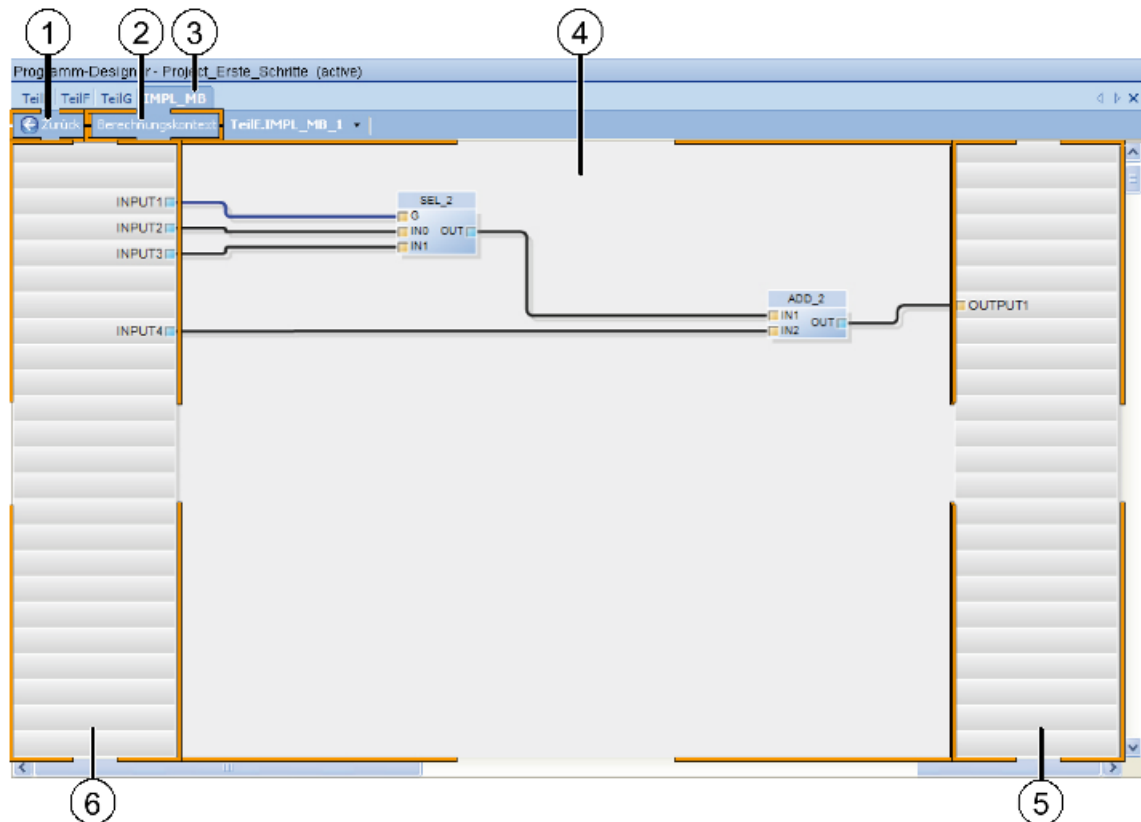 1 2 3 4
Programm-Designer - Project_Erste_Schritte (active)
TeilF TeilG IMPL_MB
Zurück Berechnungskontext TeilE.IMPL_MB_1
INPUT1
INPUT2
INPUT3
INPUT4
SEL_2
G
IN0 OUT
IN1
ADD_2
IN1 OUT
IN2
OUTPUT1
6 5